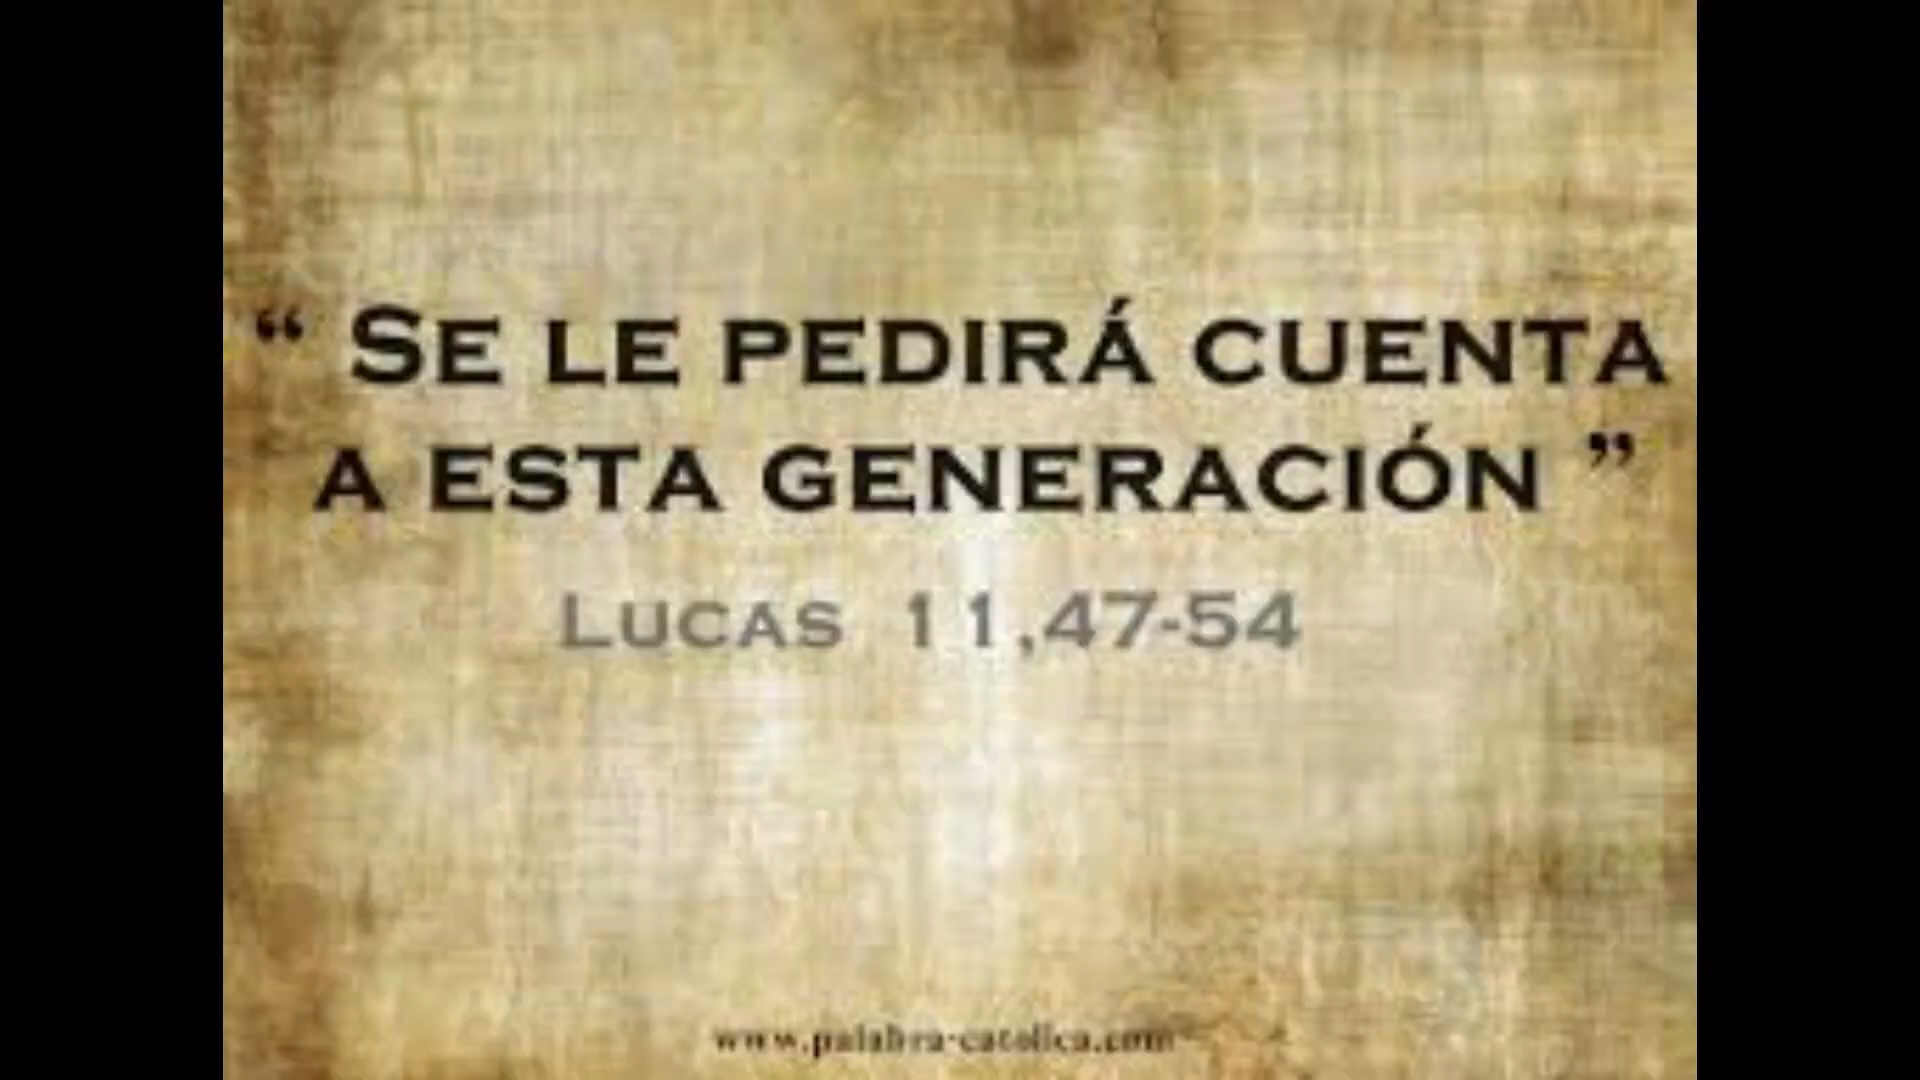 “ Se le pedirá cuenta
a esta generación ”
Lucas 11,47-54
www.palabra-catolica.com